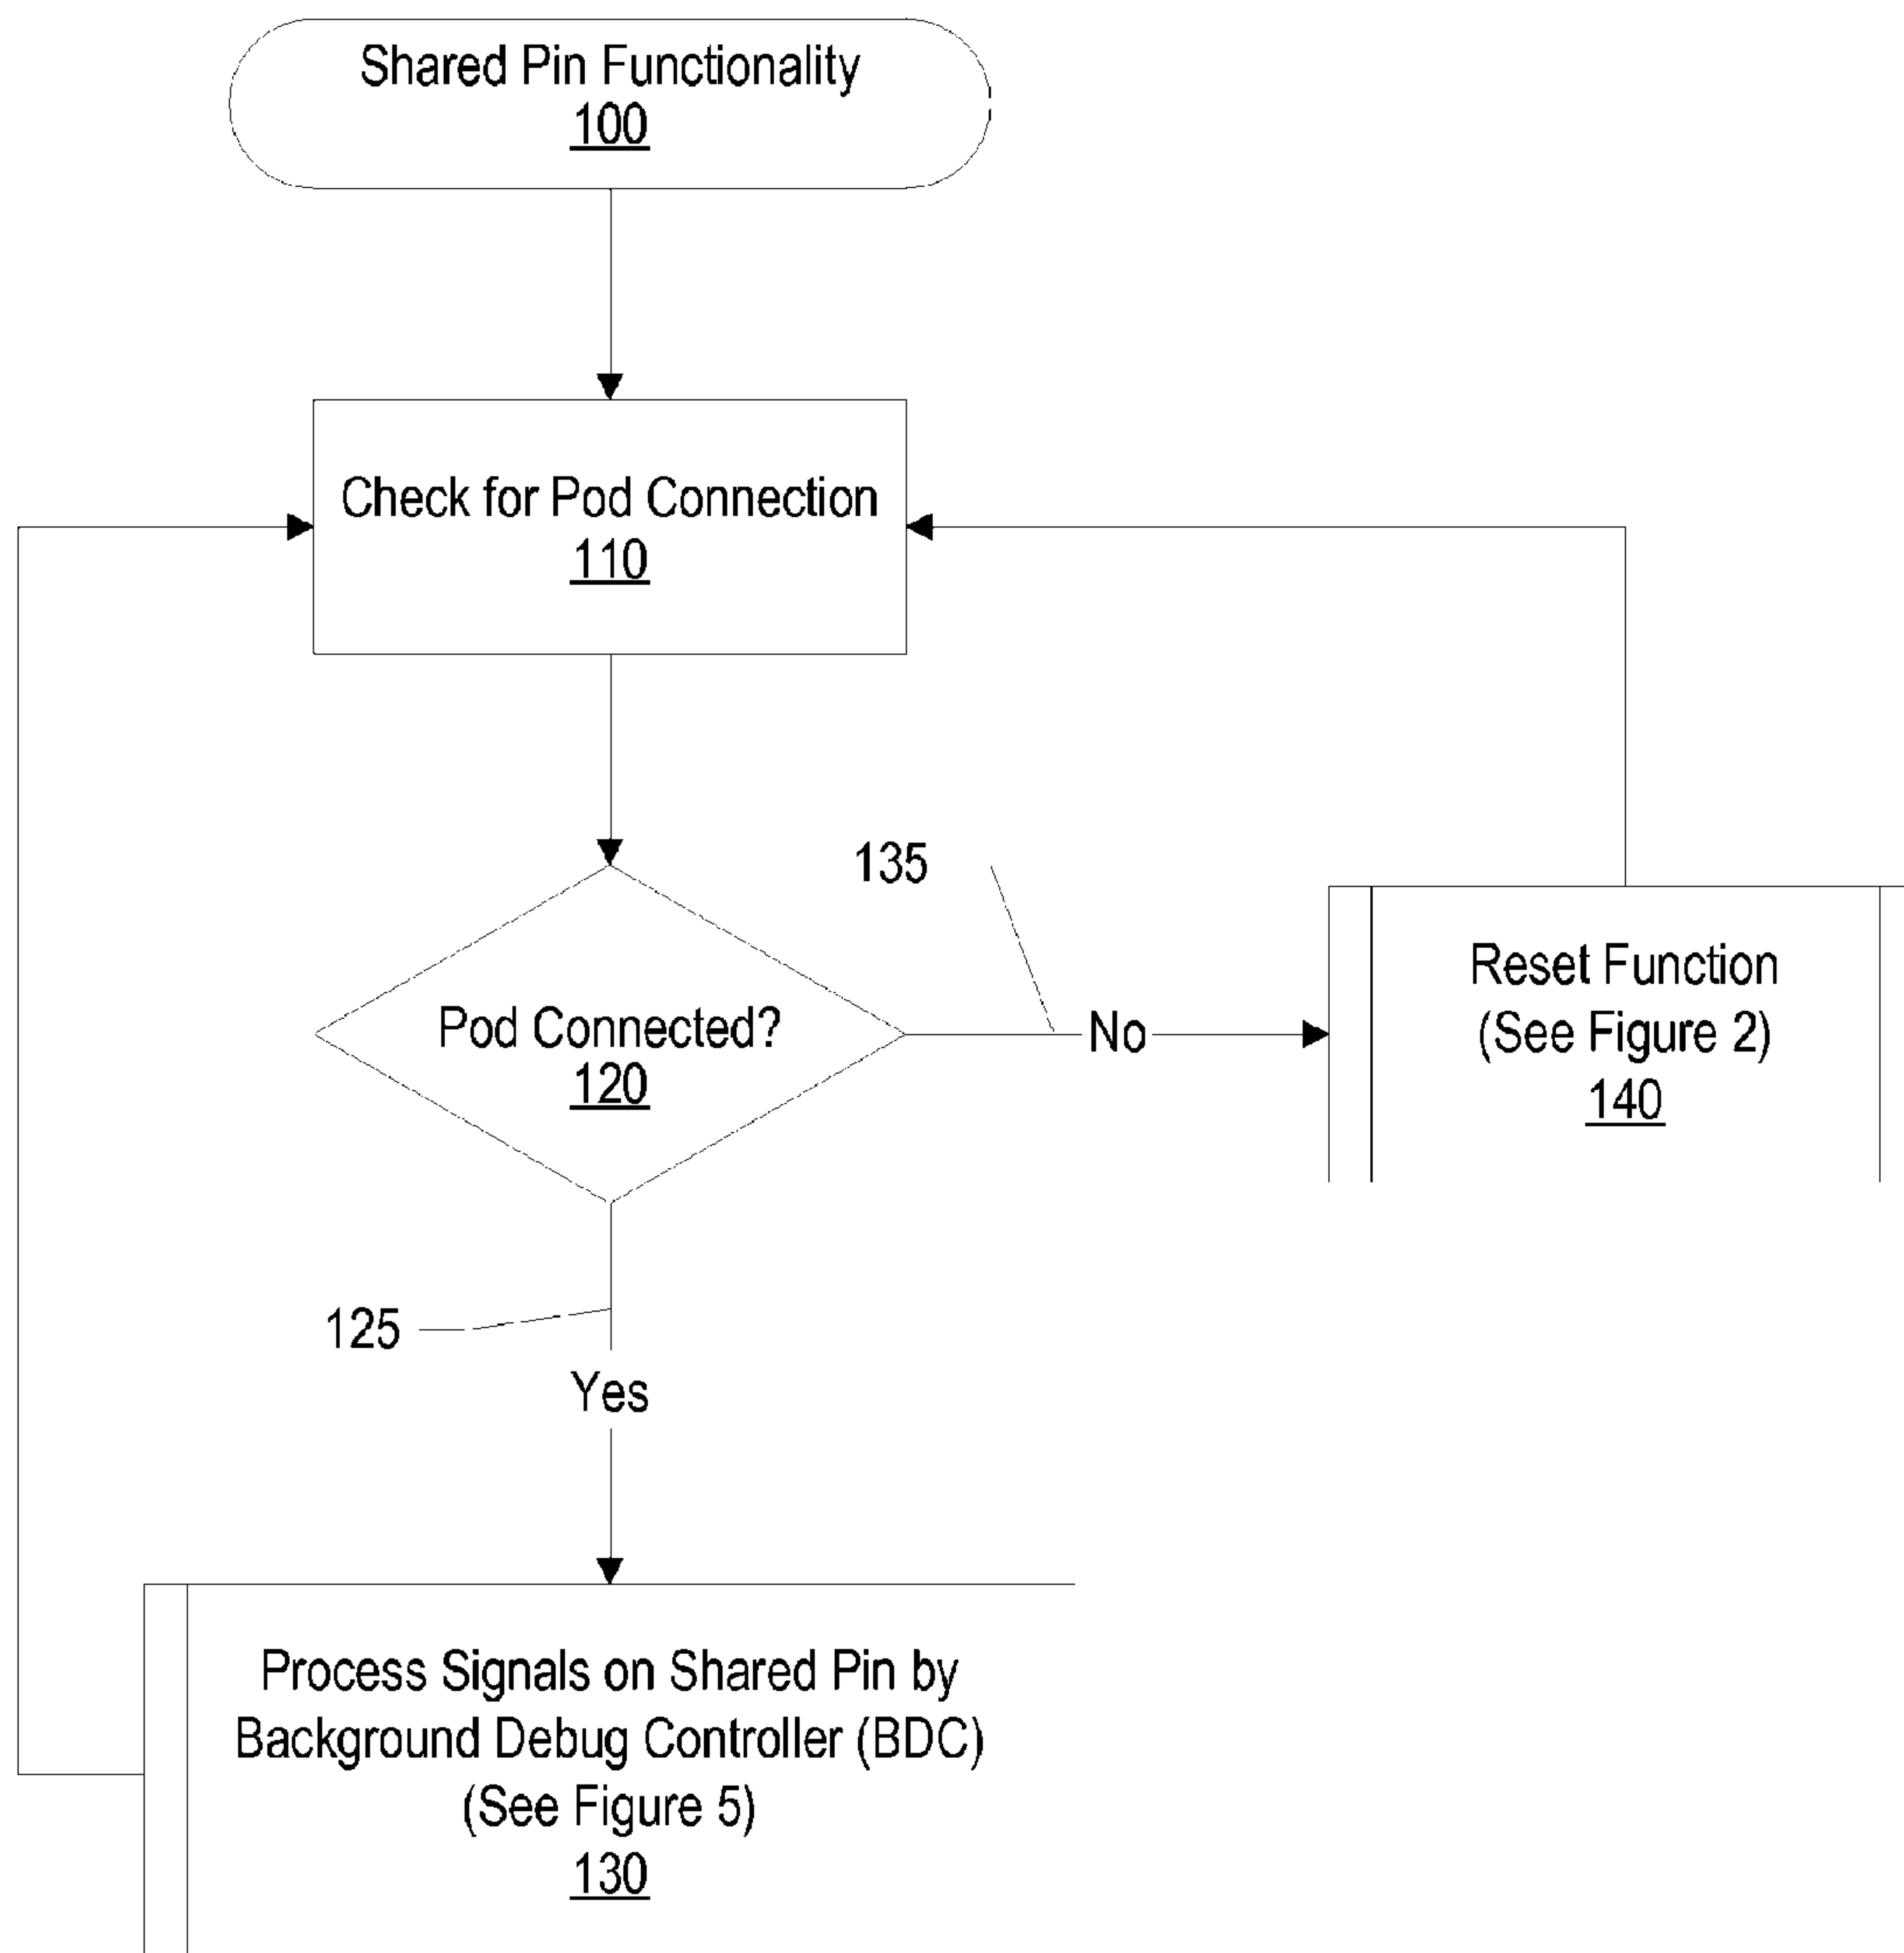 Shared Pin Functionality
100
Check for Pod Connection
110
135
Pod Connected?
120
No
Reset Function
(See Figure 2)
140
125
Yes
Process Signals on Shared Pin by
Background Debug Controller (BDC)
(See Figure 5)
130